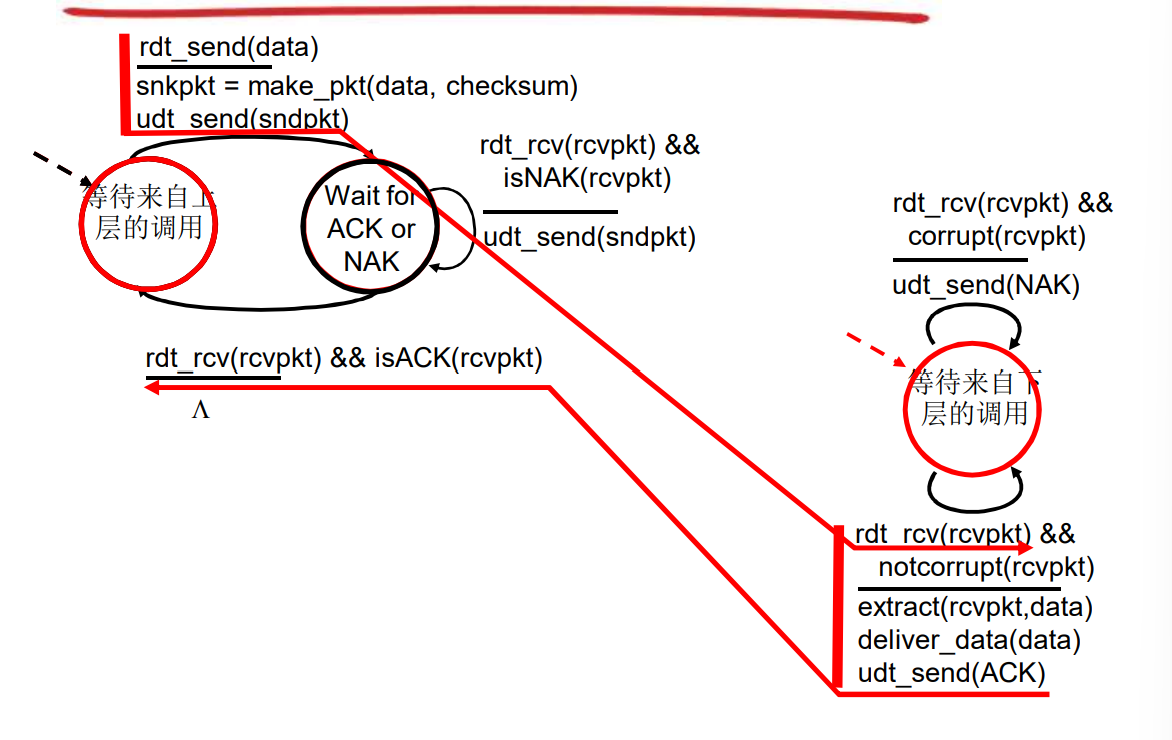 rdt_send(data)
snkpkt = make_pkt(data, checksum)
udt_send(sndpkt)
等待来自上
层的调用
Wait for
ACK or
NAK
rdt_rcv(rcvpkt) &&
isNAK(rcvpkt)
udt_send(sndpkt)
rdt_rcv(rcvpkt) && isACK(rcvpkt)
Λ
rdt_rcv(rcvpkt) &&
corrupt(rcvpkt)
udt_send(NAK)
等待来自下
层的调用
rdt_rcv(rcvpkt) &&
notcorrupt(rcvpkt)
extract(rcvpkt,data)
deliver_data(data)
udt_send(ACK)